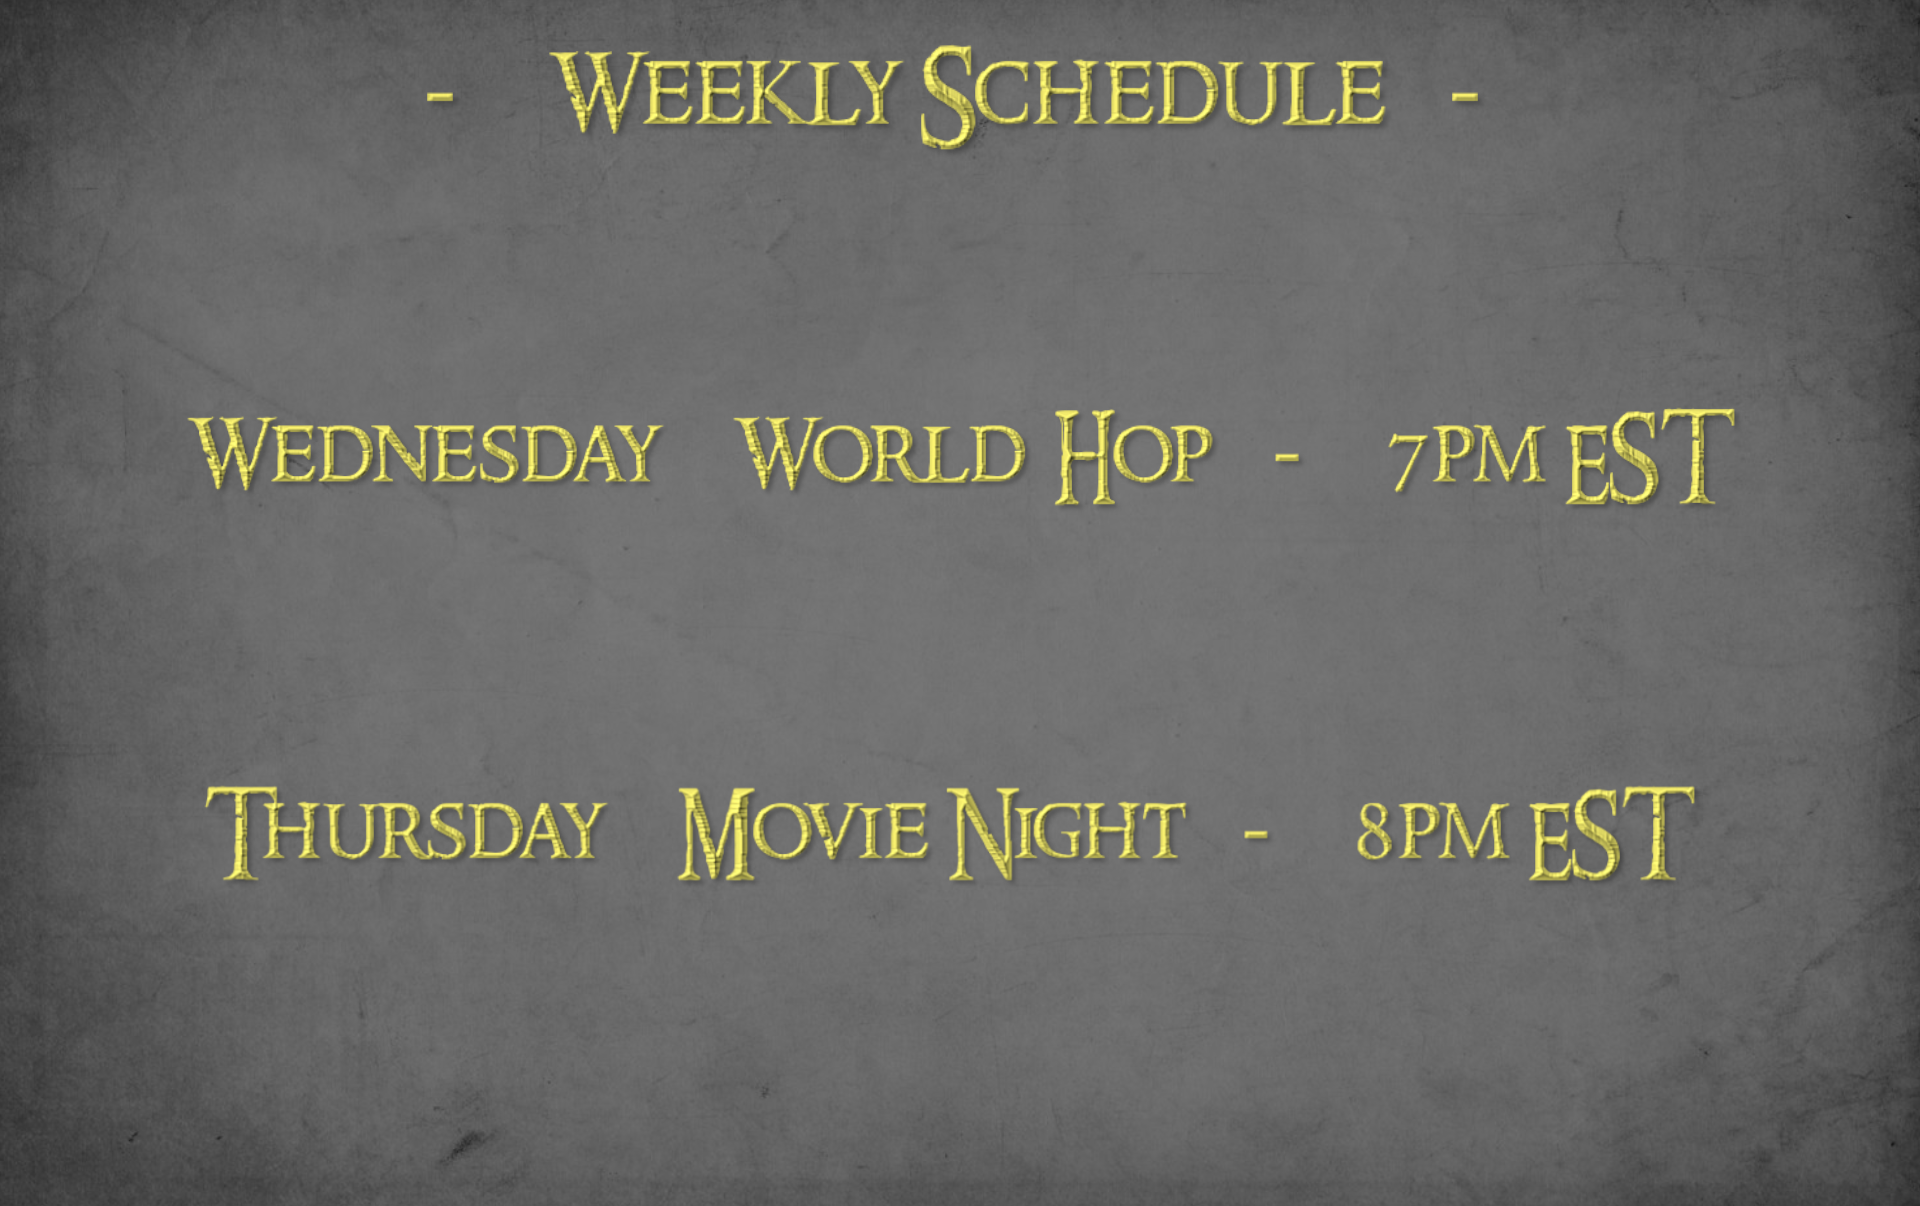 - Weekly Schedule -
Wednesday World Hop - 7pm EST
Thursday Movie Night - 8pm EST